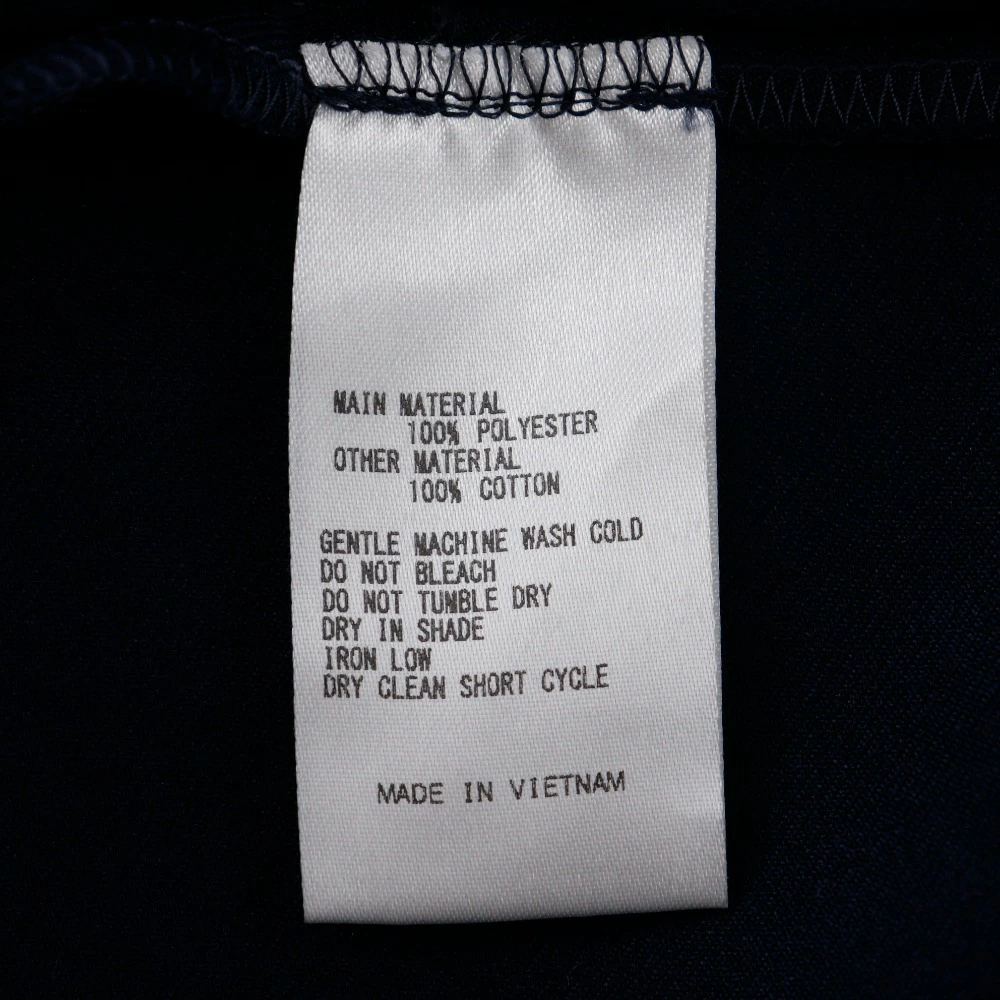 MAIN MATERIAL
100% POLYESTER
OTHER MATERIAL
100% COTTON
GENTLE MACHINE WASH COLD
DO NOT BLEACH
DO NOT TUMBLE DRY
DRY IN SHADE
IRON LOW
DRY CLEAN SHORT CYCLE
MADE IN VIETNAM